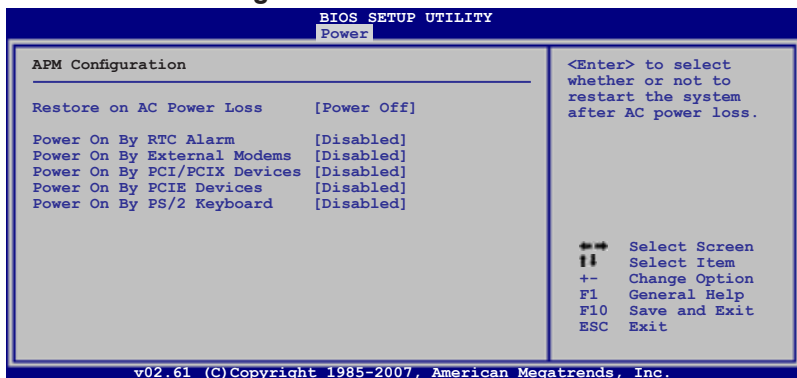 BIOS SETUP UTILITY
Power
APM Configuration
Restore on AC Power Loss [Power Off]
Power On By RTC Alarm [Disabled]
Power On By External Modems [Disabled]
Power On By PCI/PCIX Devices [Disabled]
Power On By PCIE Devices [Disabled]
Power On By PS/2 Keyboard [Disabled]
<Enter> to select
whether or not to
restart the system
after AC power loss.
←→ Select Screen
↑↓ Select Item
+- Change Option
F1 General Help
F10 Save and Exit
ESC Exit
v02.61 (C)Copyright 1985-2007, American Megatrends, Inc.